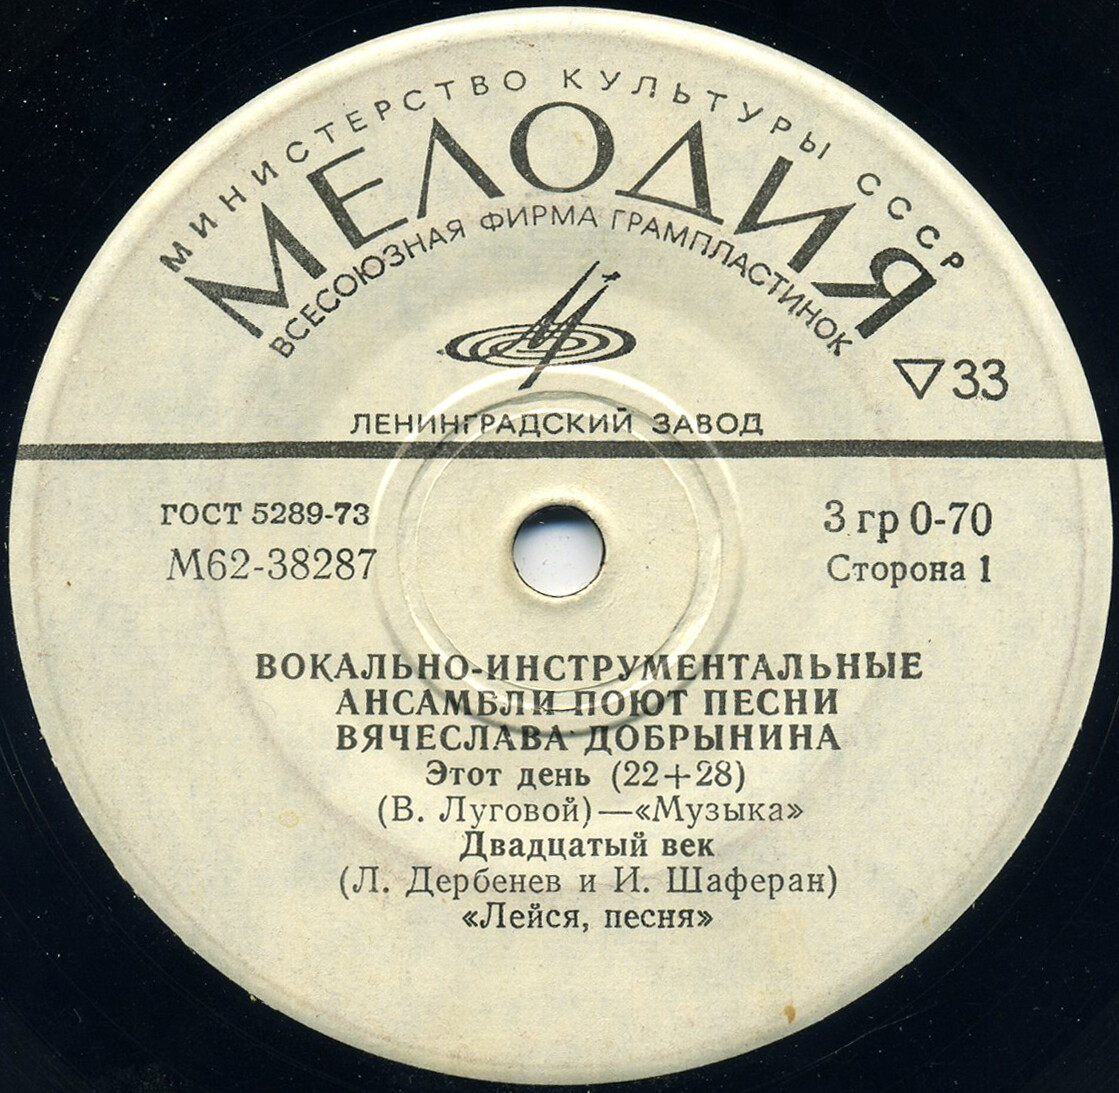 МИНИСТЕРСТВО КУЛЬТУРЫ СССР
МЕЛОДИЯ
ВСЕСОЮЗНАЯ ФИРМА ГРАМПЛАСТИНОК
▽33
ЛЕНИНГРАДСКИЙ ЗАВОД
ГОСТ 5289-73
М62-38287
3 гр 0-70
Сторона 1
ВОКАЛЬНО-ИНСТРУМЕНТАЛЬНЫЕ
АНСАМБЛИ ПОЮТ ПЕСНИ
ВЯЧЕСЛАВА ДОБРЫНИНА
Этот день (22+28)
(В. Луговой)—«Музыка»
Двадцатый век
(Л. Дербенев и И. Шаферан)
«Лейся, песня»